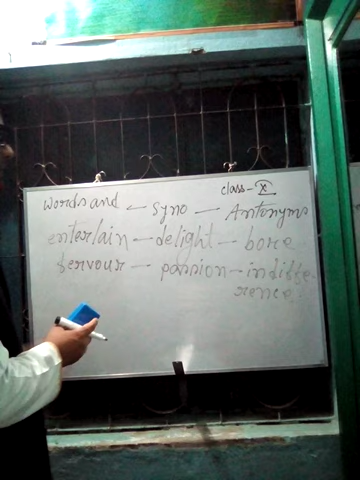 class - X
words and - syno - Antonyms
entertain - delight - bore
fervour - passion - indiffe
rence